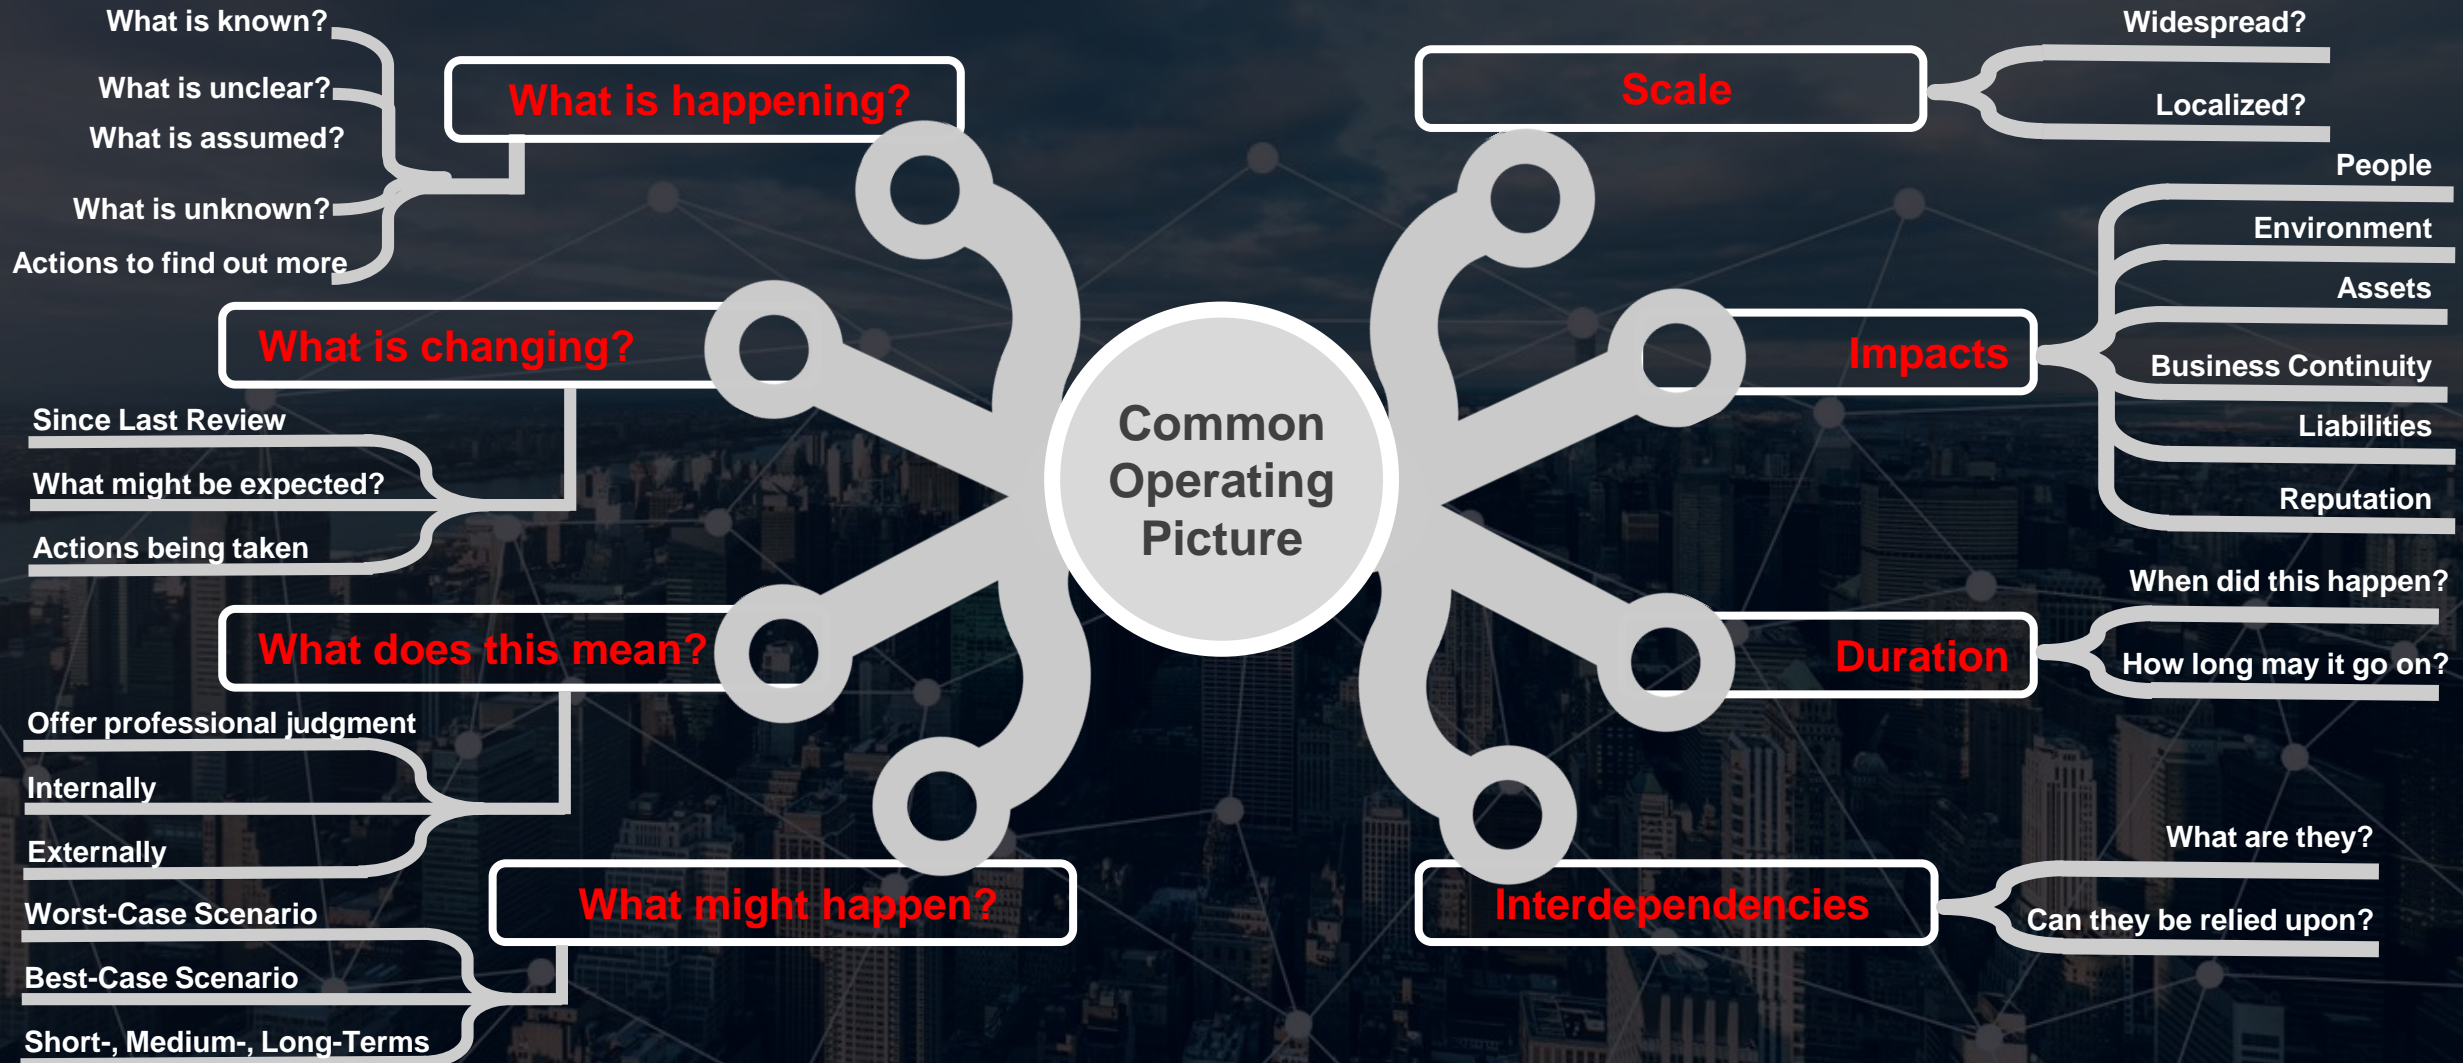 What is known?
What is unclear?
What is assumed?
What is unknown?
Actions to find out more
What is happening?
What is changing?
Since Last Review
What might be expected?
Actions being taken
What does this mean?
Offer professional judgment
Internally
Externally
What might happen?
Worst-Case Scenario
Best-Case Scenario
Short-, Medium-, Long-Terms
Common
Operating
Picture
Scale
Widespread?
Localized?
Impacts
People
Environment
Assets
Business Continuity
Liabilities
Reputation
Duration
When did this happen?
How long may it go on?
Interdependencies
What are they?
Can they be relied upon?